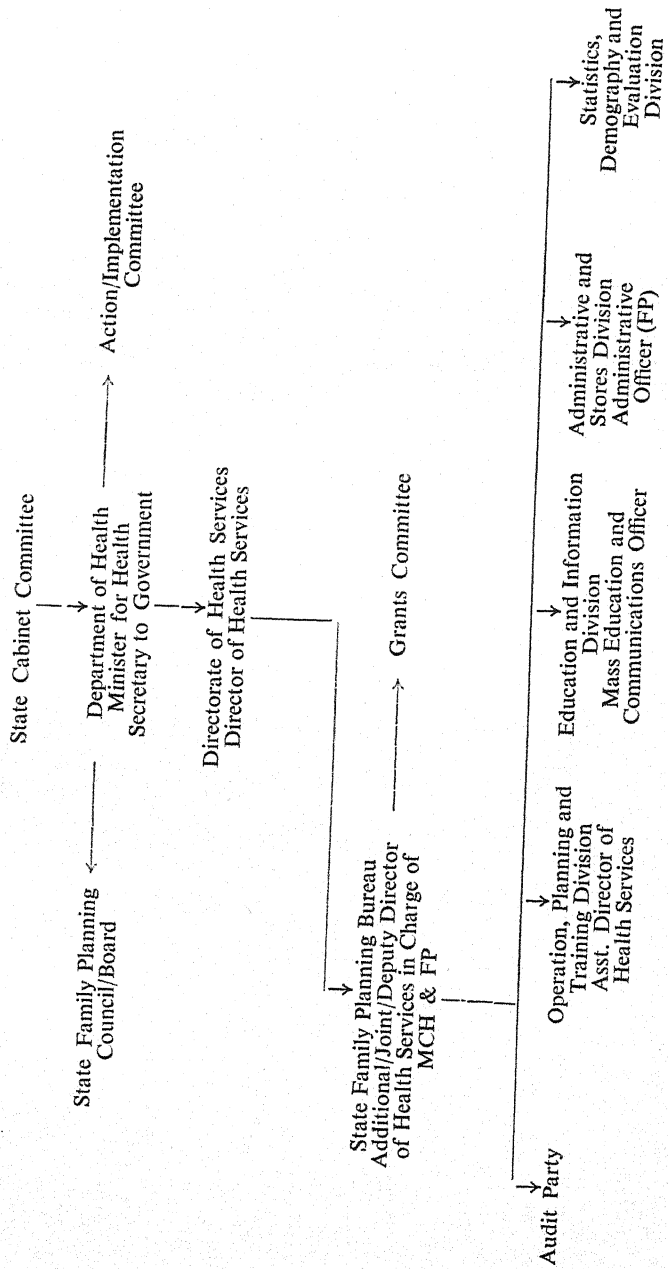 State Cabinet Committee
State Family Planning
Council/Board
Department of Health
Minister for Health
Secretary to Government
Action/Implementation
Committee
Directorate of Health Services
Director of Health Services
State Family Planning Bureau
Additional/Joint/Deputy Director
of Health Services in Charge of
MCH & FP
Grants Committee
Audit Party
Operation, Planning and
Training Division
Asst. Director of
Health Services
Education and Information
Division
Mass Education and
Communications Officer
Administrative and
Stores Division
Administrative
Officer (FP)
Statistics,
Demography and
Evaluation
Division